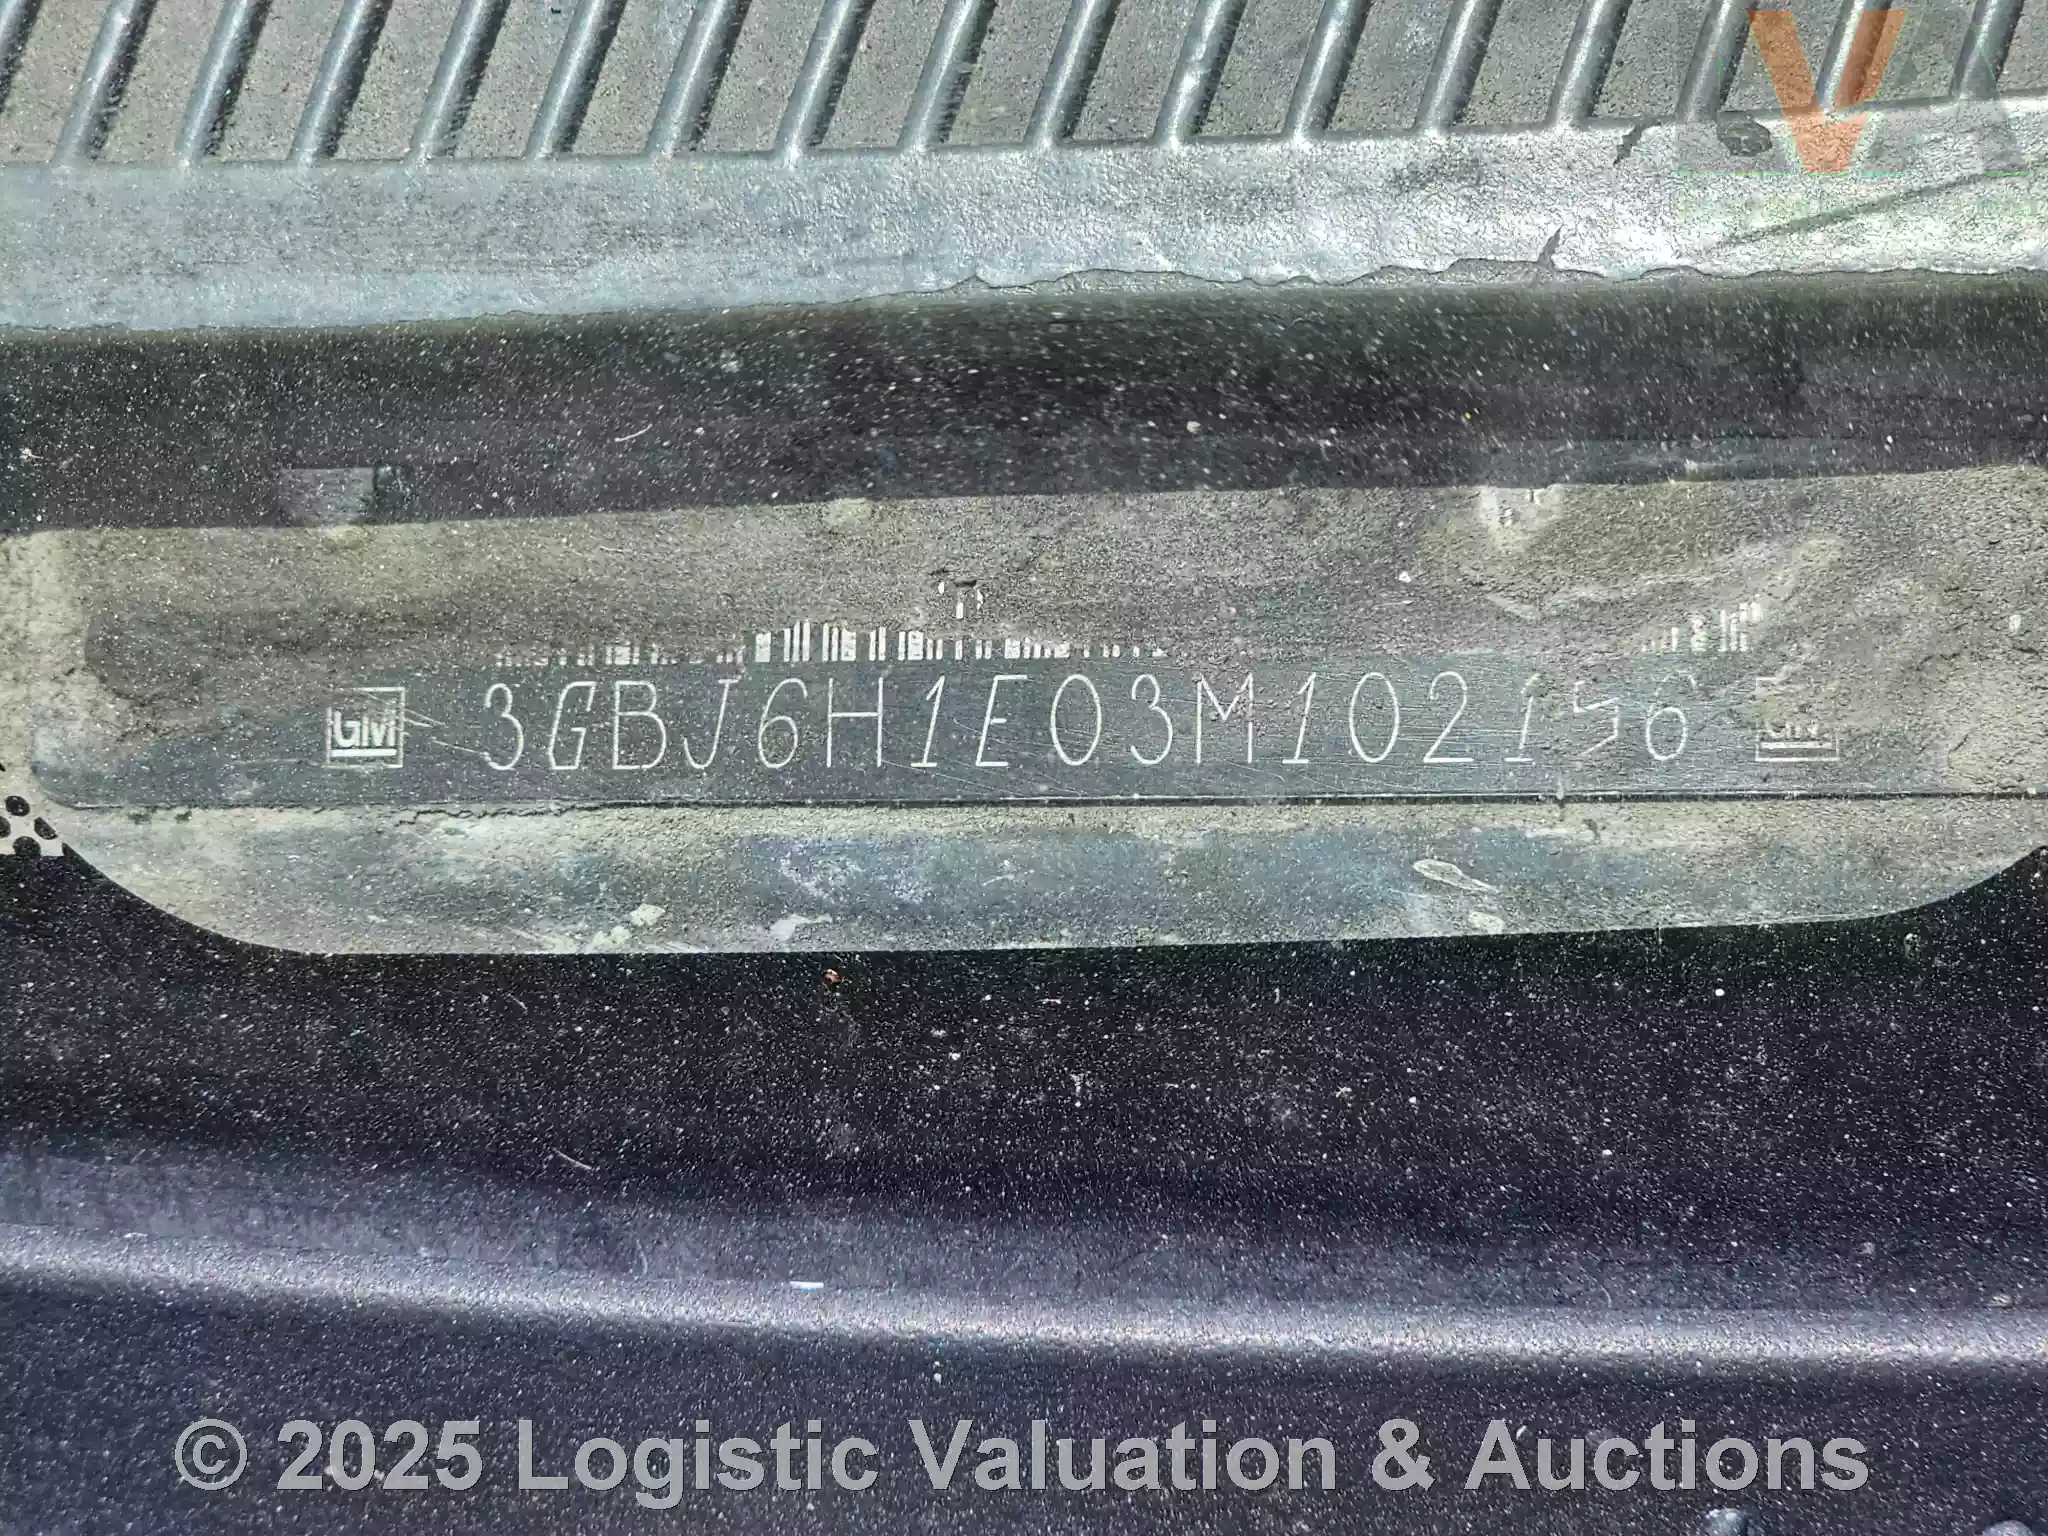 V
GM 3GBJ6H1E03M102156 GM
© 2025 Logistic Valuation & Auctions